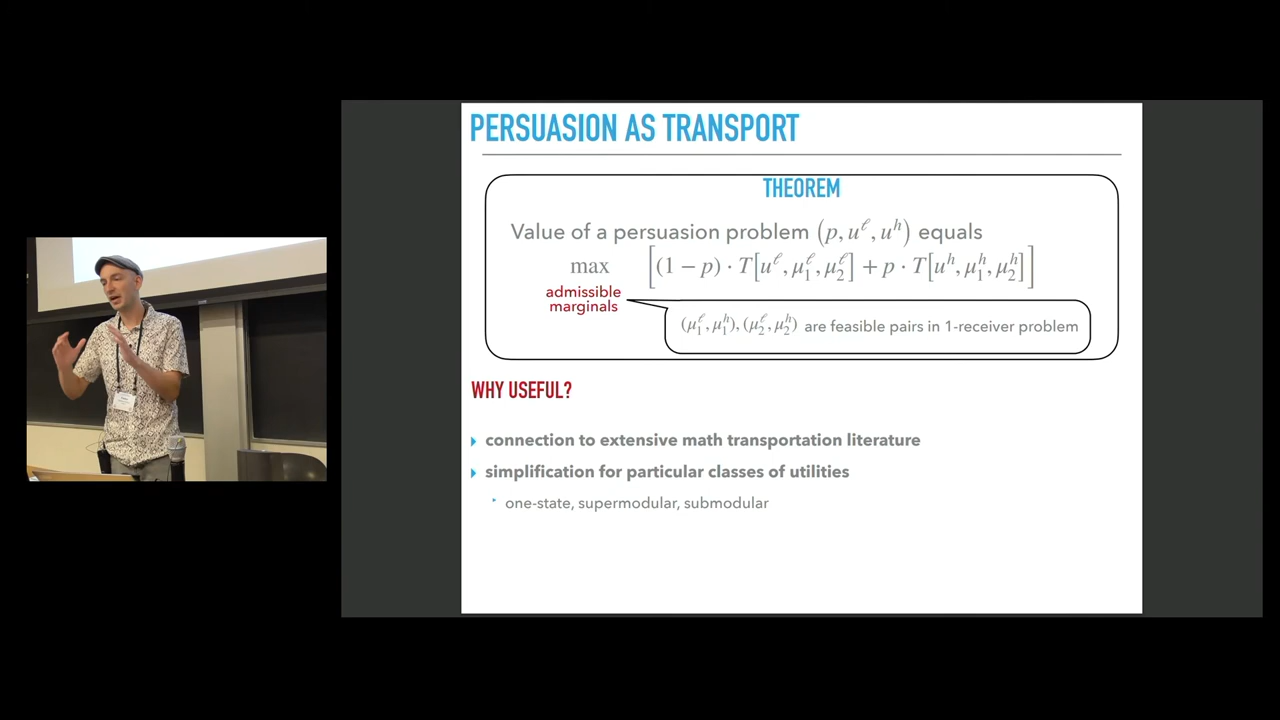 PERSUASION AS TRANSPORT
THEOREM
Value of a persuasion problem (p, u^ℓ, u^h) equals
max [(1 − p) · T[u^ℓ, μ_1^ℓ, μ_2^ℓ] + p · T[u^h, μ_1^h, μ_2^h]]
admissible
marginals
(μ_1^ℓ, μ_1^h), (μ_2^ℓ, μ_2^h) are feasible pairs in 1-receiver problem
WHY USEFUL?
connection to extensive math transportation literature
simplification for particular classes of utilities
one-state, supermodular, submodular